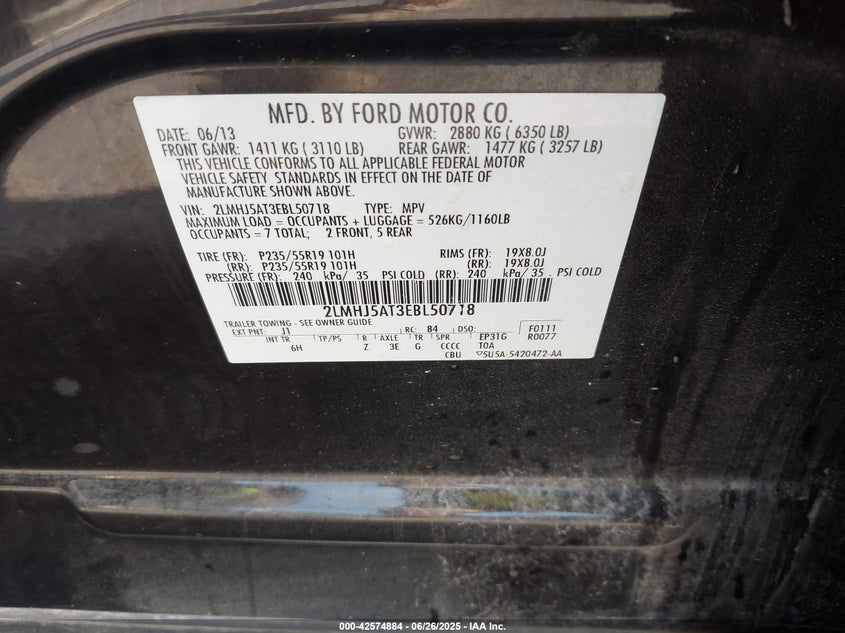 MFD. BY FORD MOTOR CO.
DATE: 06/13 GVWR: 2880 KG ( 6350 LB)
FRONT GAWR: 1411 KG ( 3110 LB) REAR GAWR: 1477 KG ( 3257 LB)
THIS VEHICLE CONFORMS TO ALL APPLICABLE FEDERAL MOTOR
VEHICLE SAFETY STANDARDS IN EFFECT ON THE DATE OF
MANUFACTURE SHOWN ABOVE.
VIN: 2LMHJ5AT3EBL50718 TYPE: MPV
MAXIMUM LOAD = OCCUPANTS + LUGGAGE = 526KG/1160LB
OCCUPANTS = 7 TOTAL; 2 FRONT, 5 REAR
TIRE (FR): P235/55R19 101H RIMS (FR): 19X8.0J
(RR): P235/55R19 101H (RR): 19X8.0J
PRESSURE (FR): 240 kPa/ 35 PSI COLD (RR): 240 kPa/ 35 . PSI COLD
2LMHJ5AT3EBL50718
TRAILER TOWING - SEE OWNER GUIDE
EXT PNT: J1 RC: 84 DSO: F0111
INT TR TP/PS R AXLE TR SPR EP31G R0077
6H Z 3E G CCCC TOA
CBU 5U5A-5420472-AA
000-42574884 / 06/26/2025 - IAA Inc.